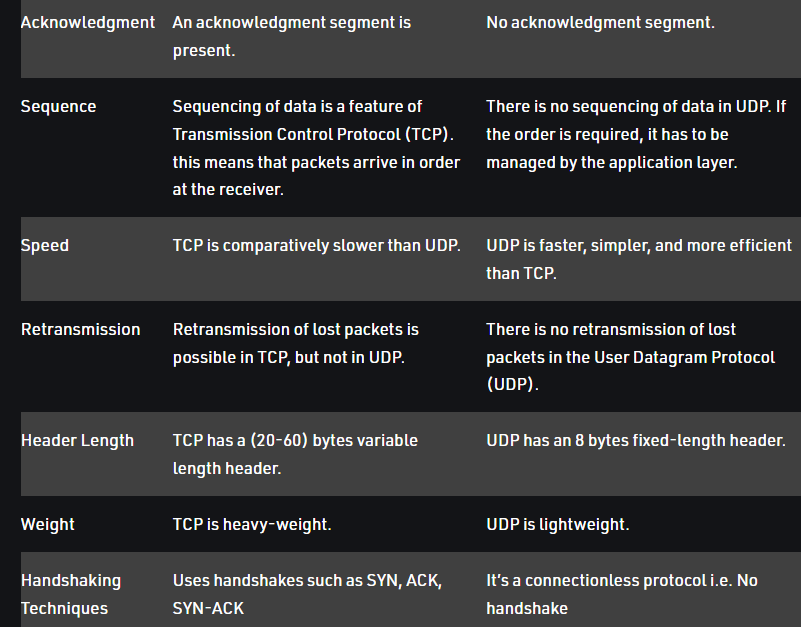 Acknowledgment
An acknowledgment segment is
present.
No acknowledgment segment.
Sequence
Sequencing of data is a feature of
Transmission Control Protocol (TCP).
this means that packets arrive in order
at the receiver.
There is no sequencing of data in UDP. If
the order is required, it has to be
managed by the application layer.
Speed
TCP is comparatively slower than UDP.
UDP is faster, simpler, and more efficient
than TCP.
Retransmission
Retransmission of lost packets is
possible in TCP, but not in UDP.
There is no retransmission of lost
packets in the User Datagram Protocol
(UDP).
Header Length
TCP has a (20-60) bytes variable
length header.
UDP has an 8 bytes fixed-length header.
Weight
TCP is heavy-weight.
UDP is lightweight.
Handshaking
Techniques
Uses handshakes such as SYN, ACK,
SYN-ACK
It's a connectionless protocol i.e. No
handshake